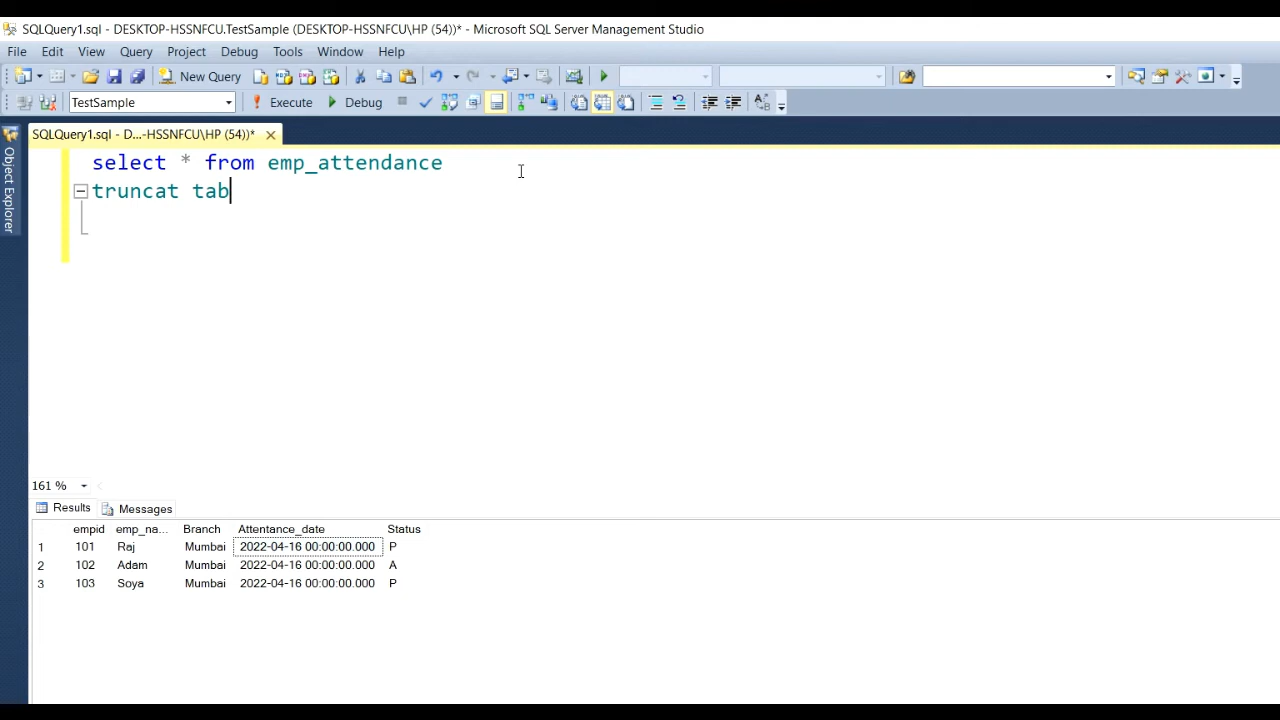 SQLQuery1.sql - DESKTOP-HSSNFCU.TestSample (DESKTOP-HSSNFCU\HP (54))* - Microsoft SQL Server Management Studio
File Edit View Query Project Debug Tools Window Help
New Query
TestSample Execute Debug
SQLQuery1.sql - D...-HSSNFCU\HP (54))*
Object Explorer
select * from emp_attendance
truncat tab
161 %
Results Messages
empid emp_na... Branch Attentance_date Status
1 101 Raj Mumbai 2022-04-16 00:00:00.000 P
2 102 Adam Mumbai 2022-04-16 00:00:00.000 A
3 103 Soya Mumbai 2022-04-16 00:00:00.000 P